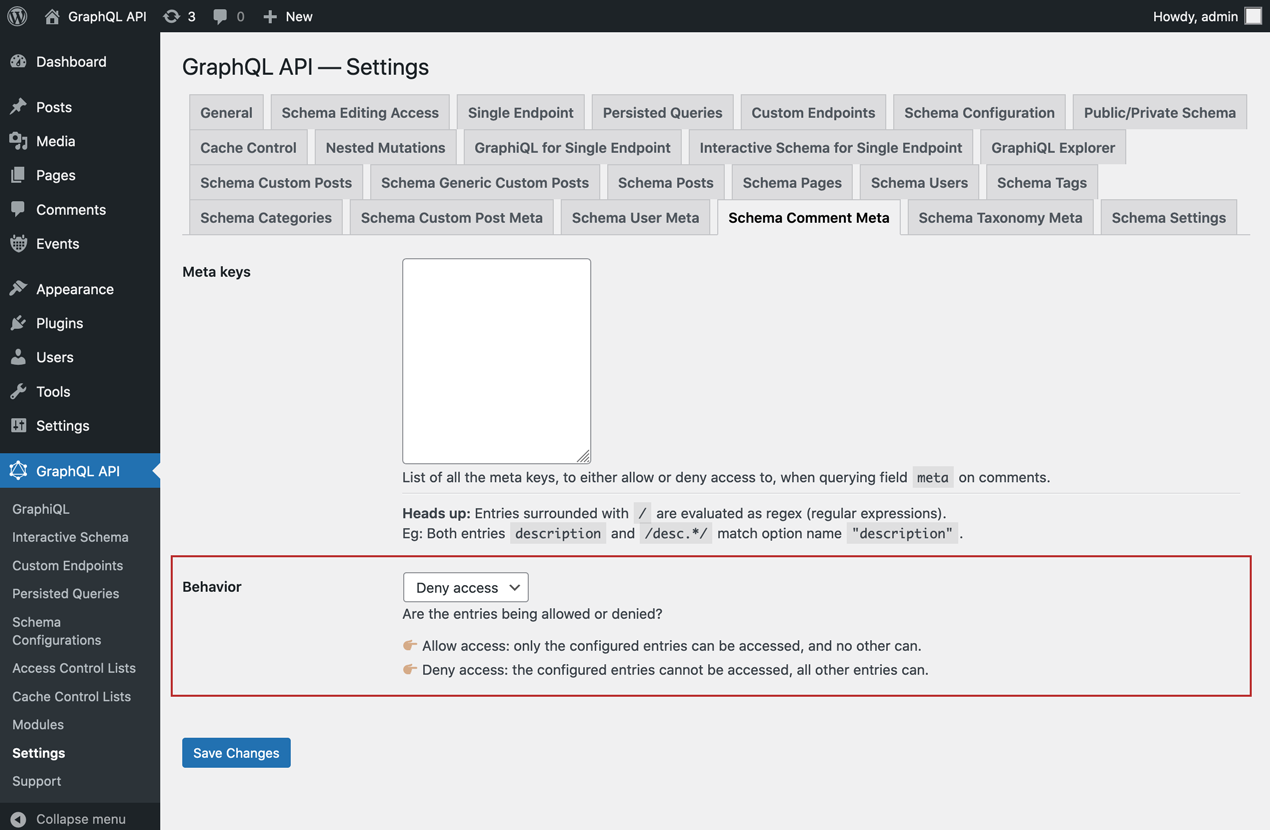 GraphQL API 3 0 New Howdy, admin
Dashboard
Posts
Media
Pages
Comments
Events
Appearance
Plugins
Users
Tools
Settings
GraphQL API
GraphiQL
Interactive Schema
Custom Endpoints
Persisted Queries
Schema
Configurations
Access Control Lists
Cache Control Lists
Modules
Settings
Support
Collapse menu
GraphQL API — Settings
General Schema Editing Access Single Endpoint Persisted Queries Custom Endpoints Schema Configuration Public/Private Schema
Cache Control Nested Mutations GraphiQL for Single Endpoint Interactive Schema for Single Endpoint GraphiQL Explorer
Schema Custom Posts Schema Generic Custom Posts Schema Posts Schema Pages Schema Users Schema Tags
Schema Categories Schema Custom Post Meta Schema User Meta Schema Comment Meta Schema Taxonomy Meta Schema Settings
Meta keys
List of all the meta keys, to either allow or deny access to, when querying field meta on comments.
Heads up: Entries surrounded with / are evaluated as regex (regular expressions).
Eg: Both entries description and /desc.*/ match option name "description" .
Behavior
Deny access
Are the entries being allowed or denied?
👉🏽 Allow access: only the configured entries can be accessed, and no other can.
👉🏽 Deny access: the configured entries cannot be accessed, all other entries can.
Save Changes